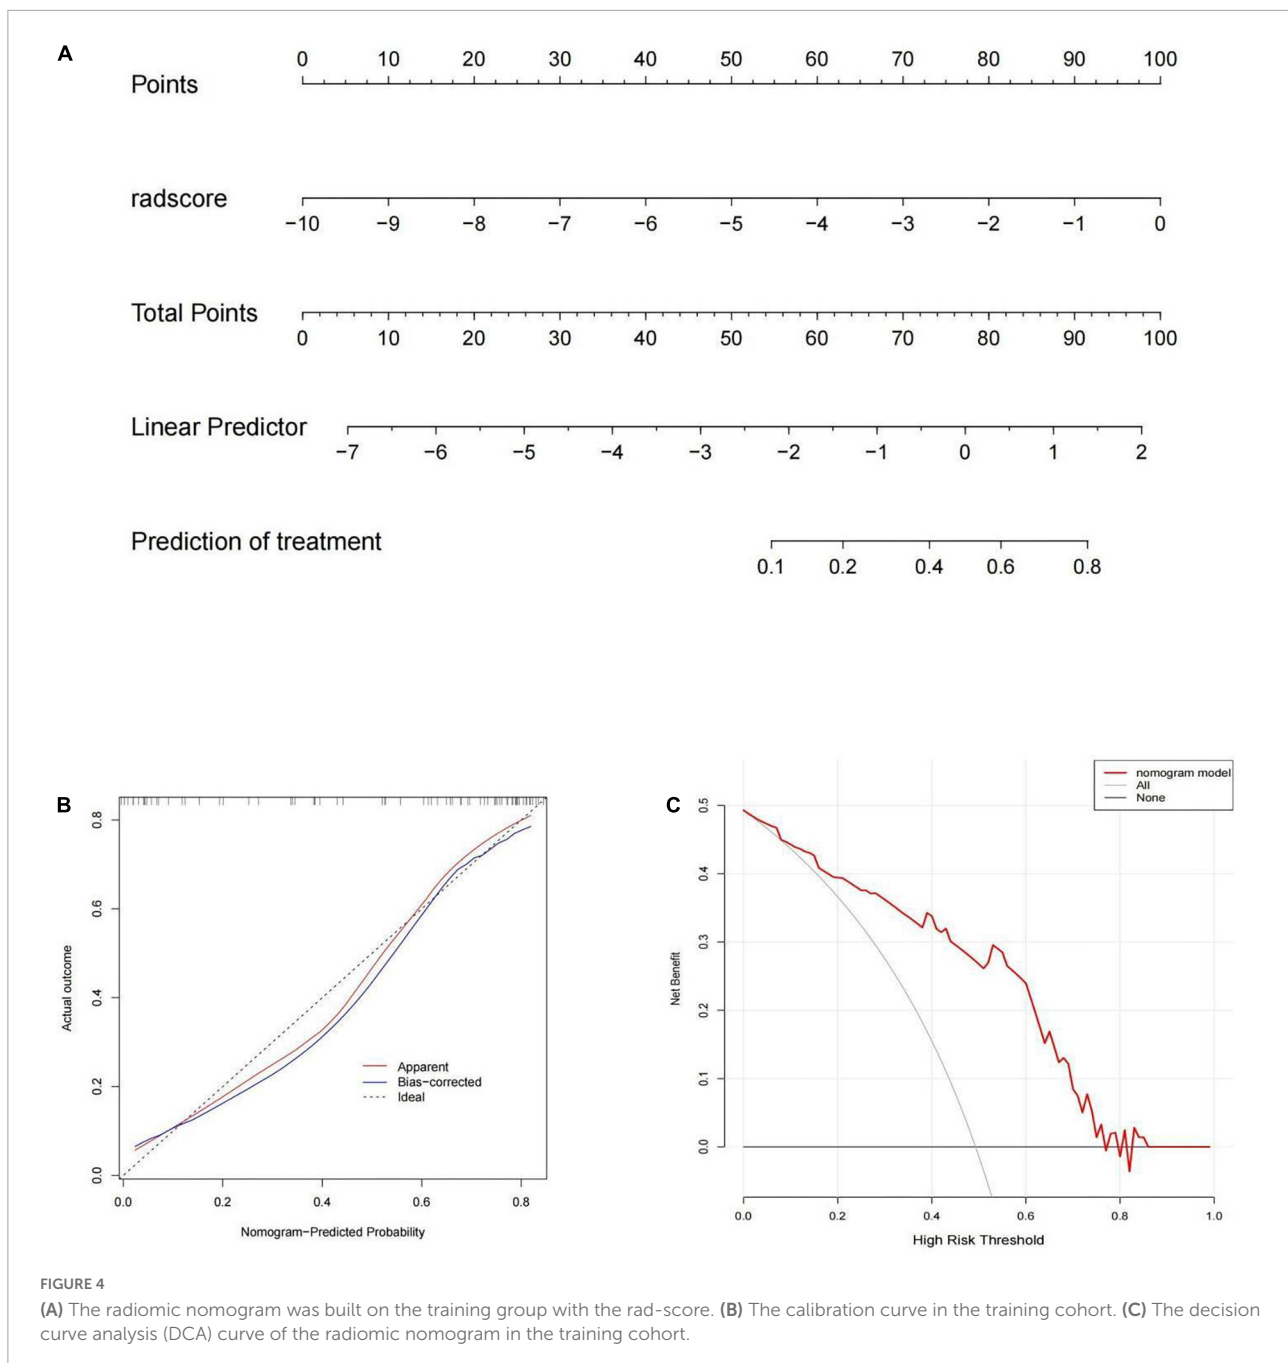 A
0 10 20 30 40 50 60 70 80 90 100
Points
radscore
−10 −9 −8 −7 −6 −5 −4 −3 −2 −1 0
Total Points
0 10 20 30 40 50 60 70 80 90 100
Linear Predictor
−7 −6 −5 −4 −3 −2 −1 0 1 2
Prediction of treatment
0.1 0.2 0.4 0.6 0.8
B
Actual outcome
0.8
0.6
0.4
0.2
0.0
Apparent
Bias−corrected
Ideal
0.0 0.2 0.4 0.6 0.8
Nomogram−Predicted Probability
C
nomogram model
All
None
Net Benefit
0.5
0.4
0.3
0.2
0.1
0.0
0.0 0.2 0.4 0.6 0.8 1.0
High Risk Threshold
FIGURE 4
(A) The radiomic nomogram was built on the training group with the rad-score. (B) The calibration curve in the training cohort. (C) The decision
curve analysis (DCA) curve of the radiomic nomogram in the training cohort.